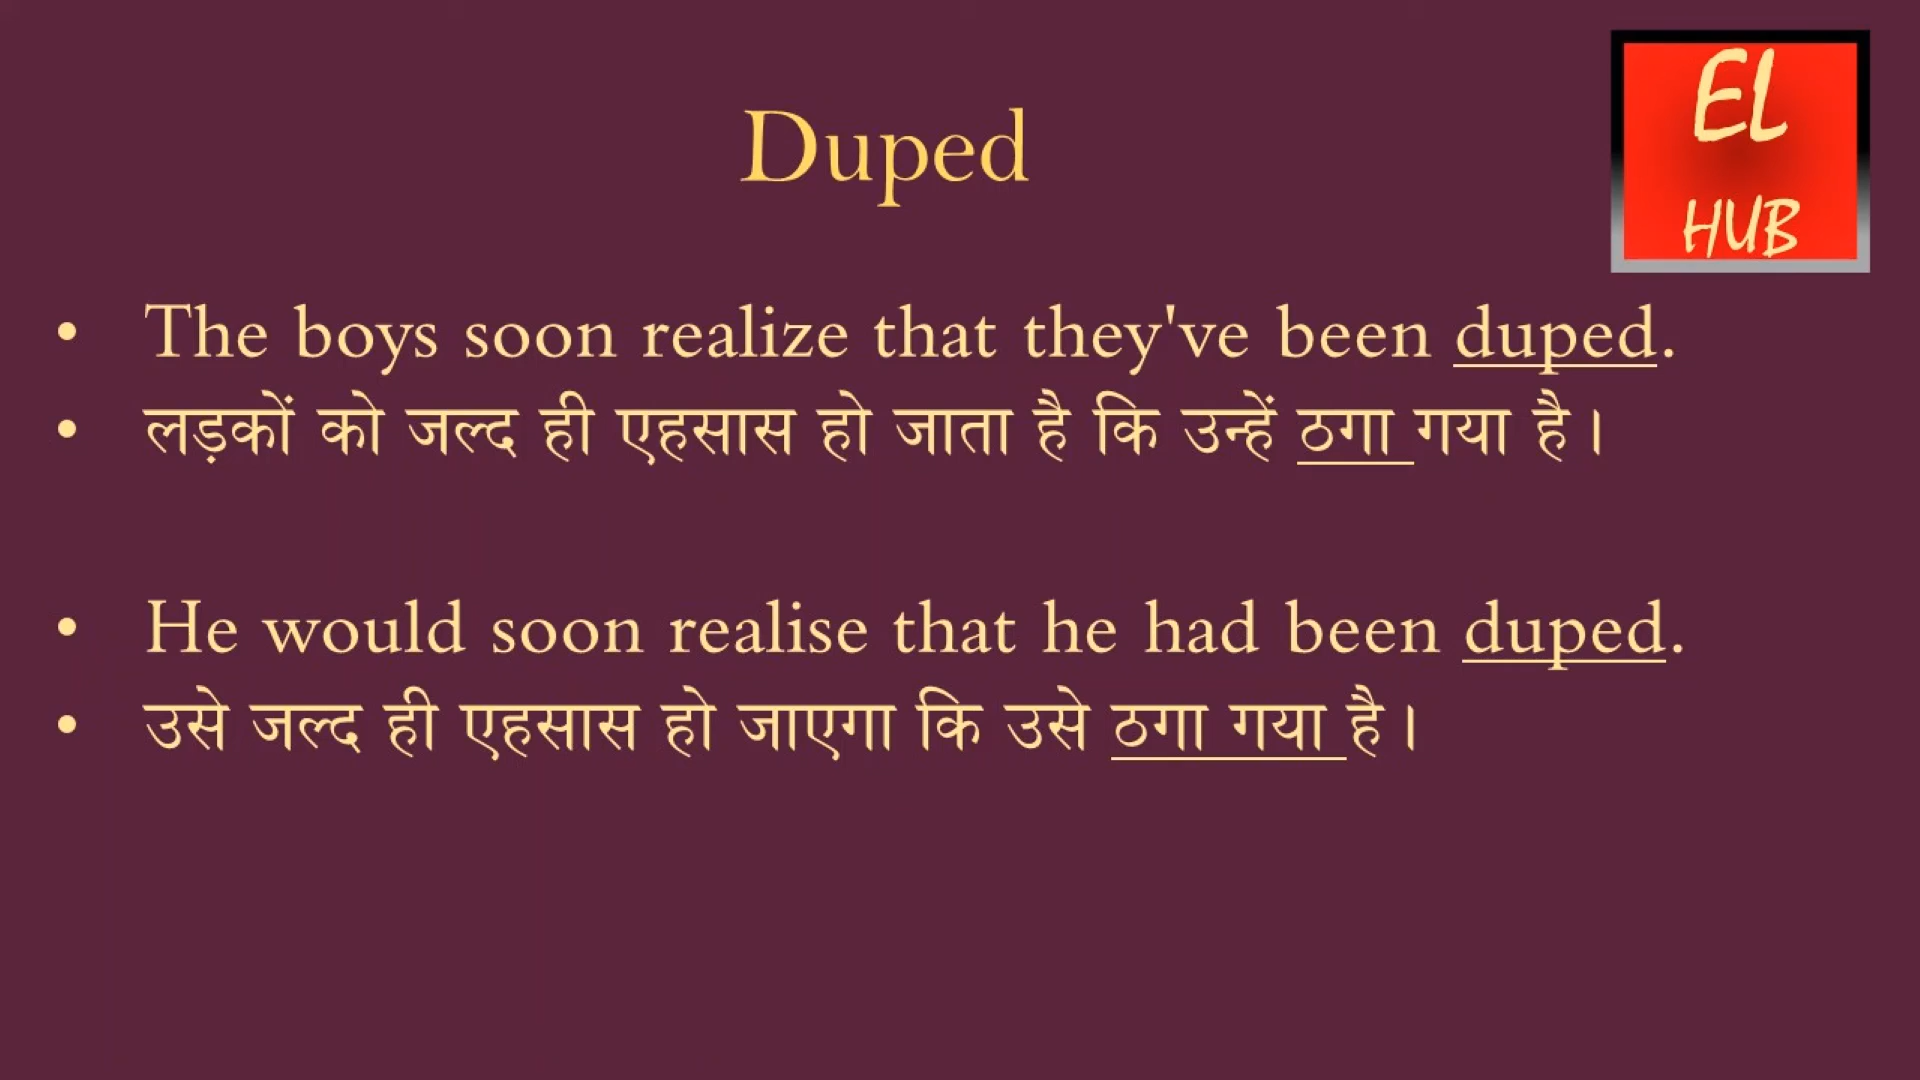 Duped
EL
HUB
• The boys soon realize that they've been duped.
• लड़कों को जल्द ही एहसास हो जाता है कि उन्हें ठगा गया है।
• He would soon realise that he had been duped.
• उसे जल्द ही एहसास हो जाएगा कि उसे ठगा गया है।